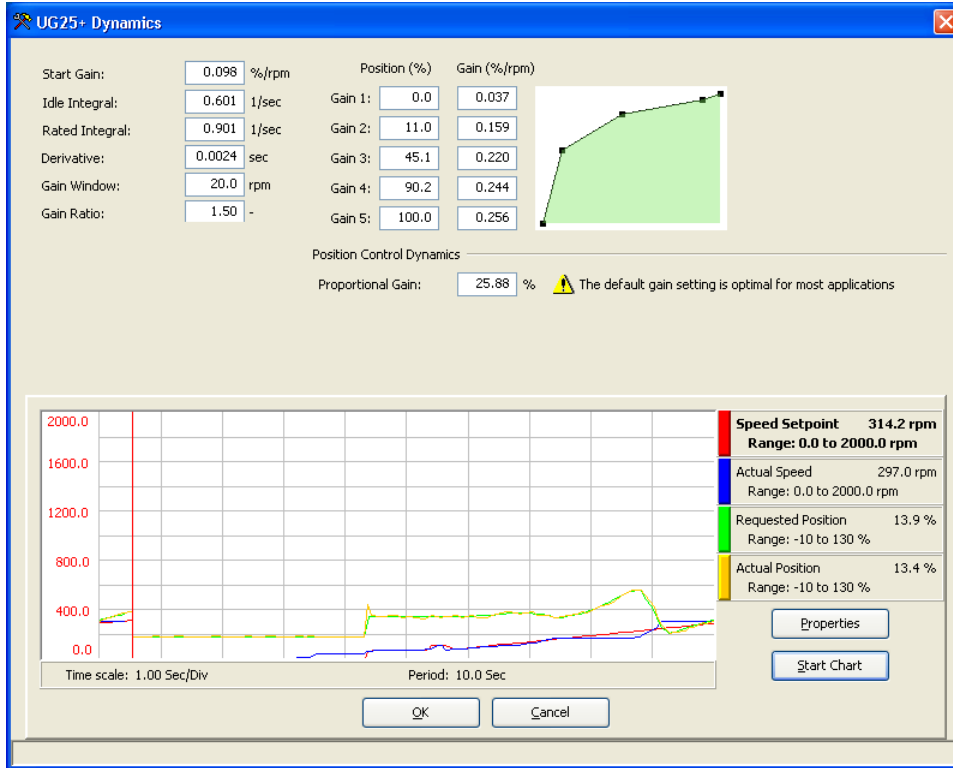 UG25+ Dynamics
Position (%) Gain (%/rpm)
Start Gain: 0.098 %/rpm
Idle Integral: 0.601 1/sec
Rated Integral: 0.901 1/sec
Derivative: 0.0024 sec
Gain Window: 20.0 rpm
Gain Ratio: 1.50 -
Gain 1: 0.0 0.037
Gain 2: 11.0 0.159
Gain 3: 45.1 0.220
Gain 4: 90.2 0.244
Gain 5: 100.0 0.256
Position Control Dynamics
Proportional Gain: 25.88 % The default gain setting is optimal for most applications
2000.0
1600.0
1200.0
800.0
400.0
0.0
Speed Setpoint 314.2 rpm
Range: 0.0 to 2000.0 rpm
Actual Speed 297.0 rpm
Range: 0.0 to 2000.0 rpm
Requested Position 13.9 %
Range: -10 to 130 %
Actual Position 13.4 %
Range: -10 to 130 %
Properties
Start Chart
Time scale: 1.00 Sec/Div Period: 10.0 Sec
OK Cancel